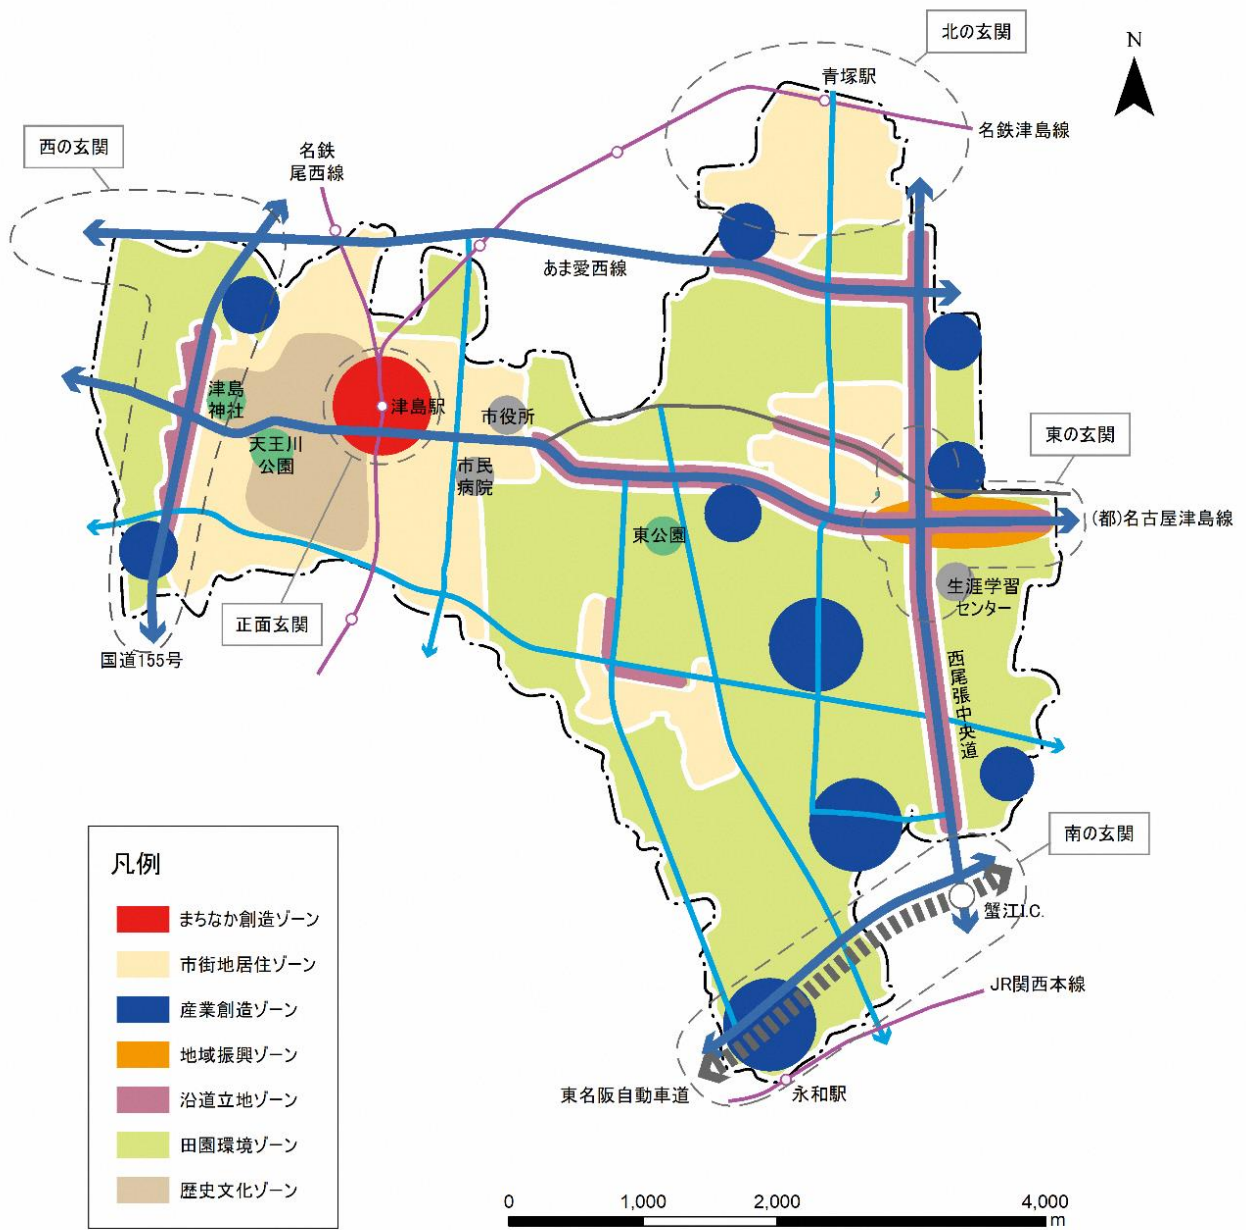 北の玄関
N
青塚駅
名鉄津島線
西の玄関
名鉄
尾西線
あま愛西線
津島
神社
津島駅
市役所
天王川
公園
市民
病院
東の玄関
(都)名古屋津島線
東公園
生涯学習
センター
正面玄関
国道155号
西尾張中央道
南の玄関
蟹江I.C.
JR関西本線
東名阪自動車道
永和駅
凡例
まちなか創造ゾーン
市街地居住ゾーン
産業創造ゾーン
地域振興ゾーン
沿道立地ゾーン
田園環境ゾーン
歴史文化ゾーン
0 1,000 2,000 4,000
m